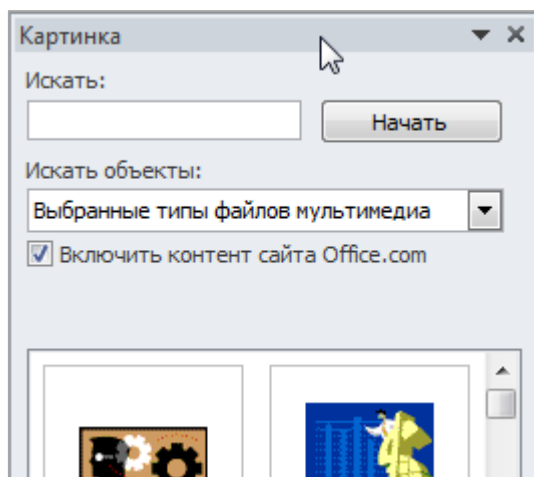 Картинка
Искать:
Начать
Искать объекты:
Выбранные типы файлов мультимедиа
Включить контент сайта Office.com